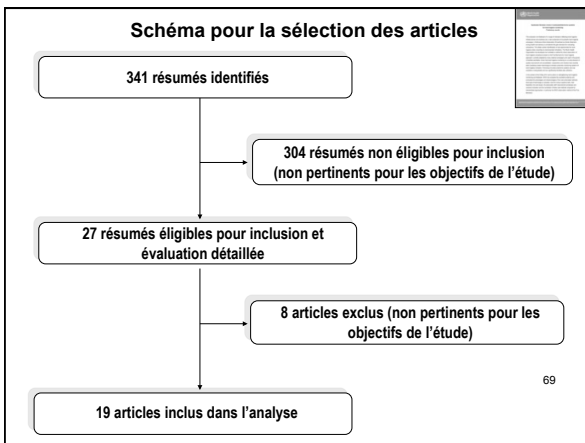 Schéma pour la sélection des articles
341 résumés identifiés
304 résumés non éligibles pour inclusion
(non pertinents pour les objectifs de l'étude)
27 résumés éligibles pour inclusion et
évaluation détaillée
8 articles exclus (non pertinents pour les
objectifs de l'étude)
19 articles inclus dans l'analyse
69